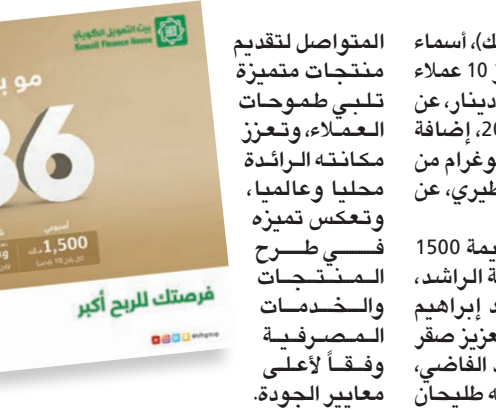 ك)، أسماء
10 عملاء
دينار، عن
20، إضافة
وغرام من
طيري، عن
يمة 1500
ة الراشد،
د إبراهيم
عزيز صقر
د الفاضي،
ه طليحان
المتواصل لتقديم
منتجات متميزة
تلبي طموحات
العملاء، وتعزز
مكانته الرائدة
محليا وعالميا،
وتعكس تميزه
في طرح
المنتجات
والخدمات
المصرفية
وفقاً لأعلى
معايير الجودة.
بيت التمويل الكويتي
Kuwait Finance House
مو بـ
36
أسبوعي
1,500 د.ك
فرصتك للربح أكبر